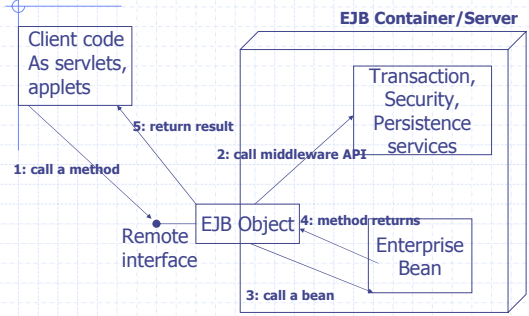 EJB Container/Server
Client code
As servlets,
applets
Transaction,
Security,
Persistence
services
5: return result
2: call middleware API
1: call a method
EJB Object
4: method returns
Remote
interface
Enterprise
Bean
3: call a bean